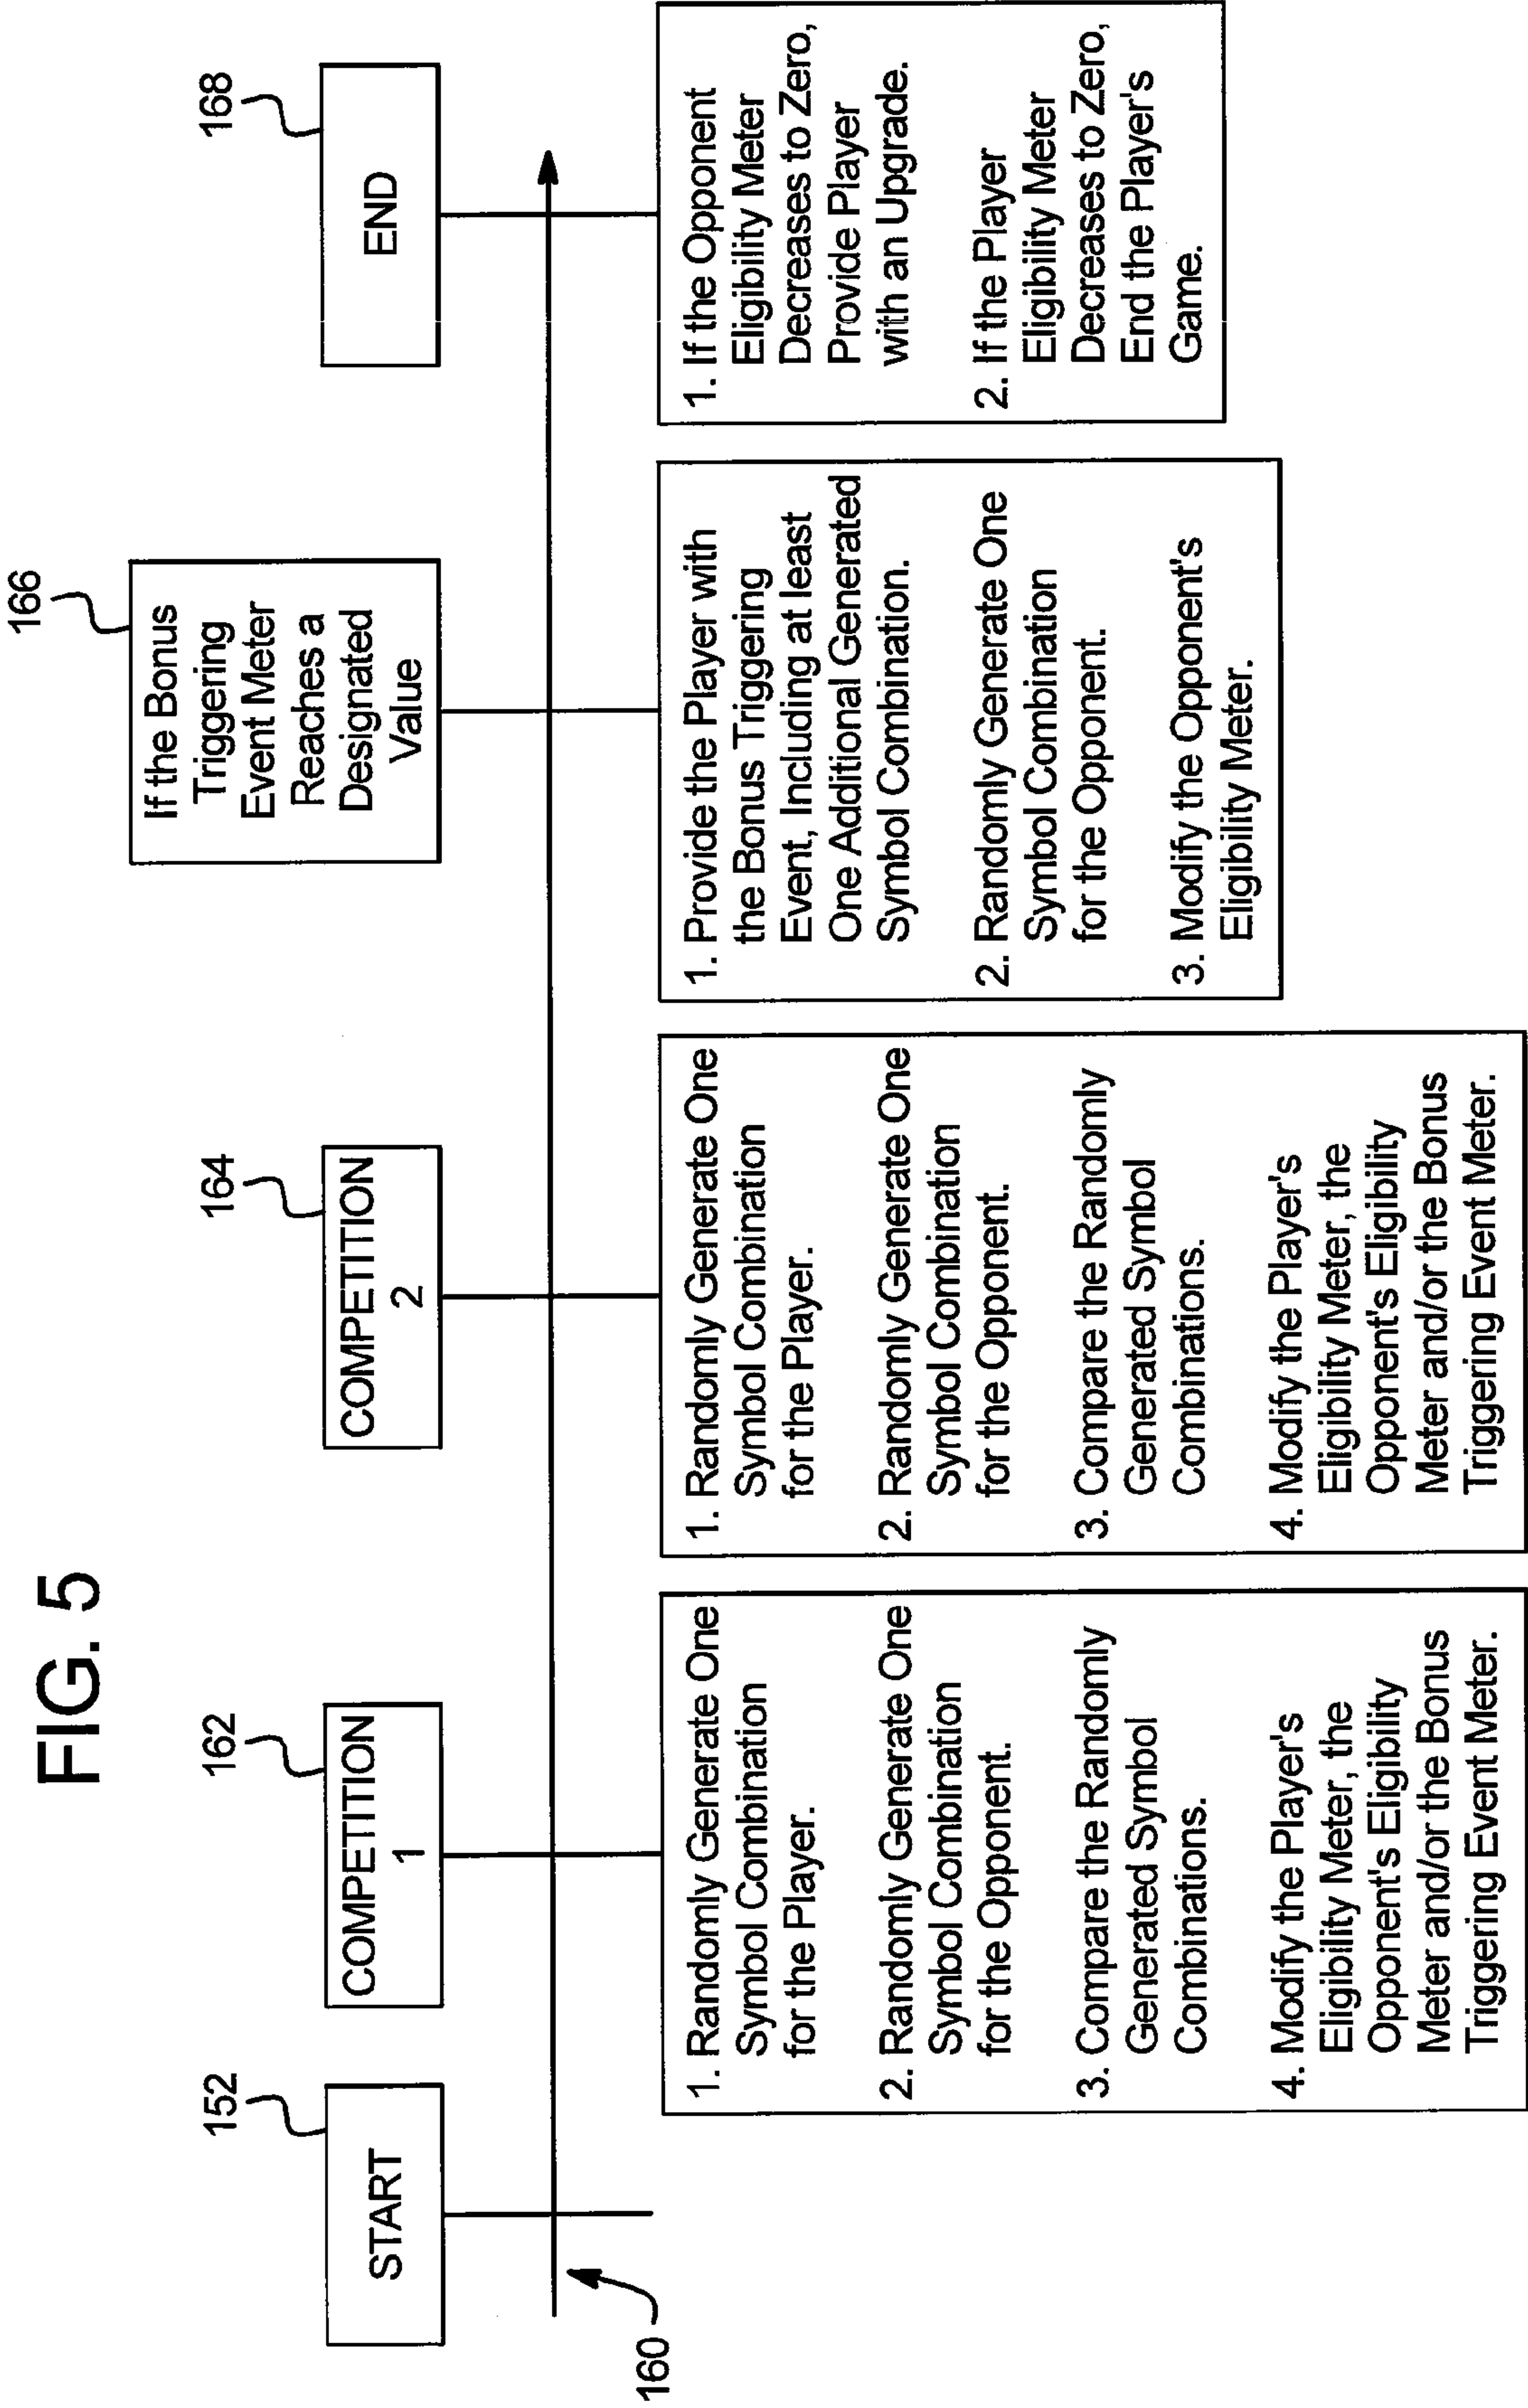 FIG. 5
152
START
160
162
COMPETITION
1
1. Randomly Generate One
Symbol Combination
for the Player.
2. Randomly Generate One
Symbol Combination
for the Opponent.
3. Compare the Randomly
Generated Symbol
Combinations.
4. Modify the Player's
Eligibility Meter, the
Opponent's Eligibility
Meter and/or the Bonus
Triggering Event Meter.
164
COMPETITION
2
1. Randomly Generate One
Symbol Combination
for the Player.
2. Randomly Generate One
Symbol Combination
for the Opponent.
3. Compare the Randomly
Generated Symbol
Combinations.
4. Modify the Player's
Eligibility Meter, the
Opponent's Eligibility
Meter and/or the Bonus
Triggering Event Meter.
166
If the Bonus
Triggering
Event Meter
Reaches a
Designated
Value
1. Provide the Player with
the Bonus Triggering
Event, Including at least
One Additional Generated
Symbol Combination.
2. Randomly Generate One
Symbol Combination
for the Opponent.
3. Modify the Opponent's
Eligibility Meter.
168
END
1. If the Opponent
Eligibility Meter
Decreases to Zero,
Provide Player
with an Upgrade.
2. If the Player
Eligibility Meter
Decreases to Zero,
End the Player's
Game.